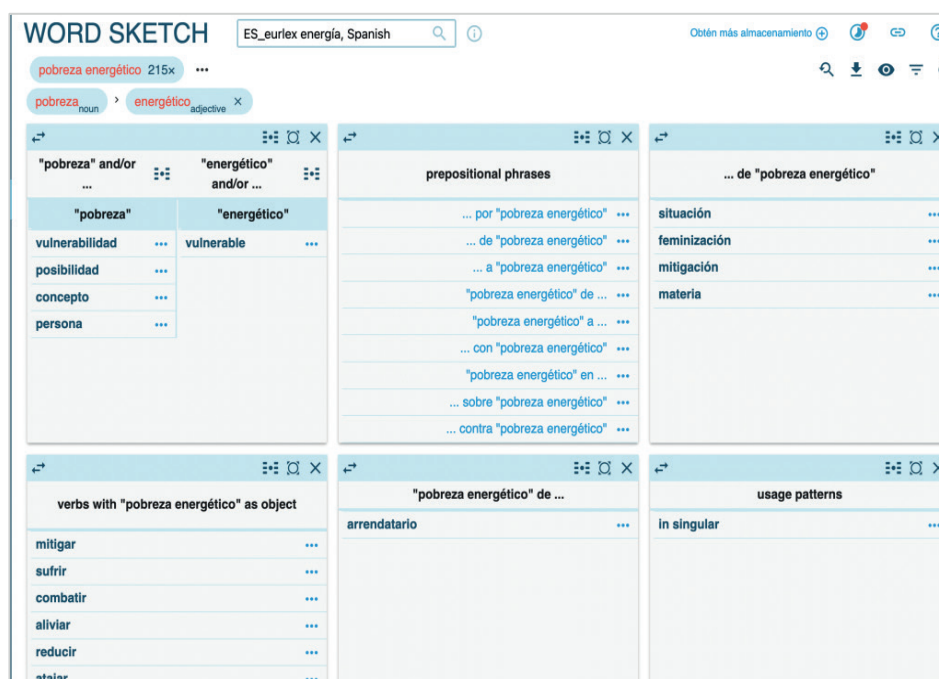 WORD SKETCH
ES_eurlex energía, Spanish
Obtén más almacenamiento
pobreza energético 215×
pobreza noun
energético adjective
"pobreza" and/or ...
"energético" and/or ...
"pobreza"
"energético"
vulnerabilidad
vulnerable
posibilidad
concepto
persona
prepositional phrases
... por "pobreza energético"
... de "pobreza energético"
... a "pobreza energético"
"pobreza energético" de ...
"pobreza energético" a ...
... con "pobreza energético"
"pobreza energético" en ...
... sobre "pobreza energético"
... contra "pobreza energético"
... de "pobreza energético"
situación
feminización
mitigación
materia
verbs with "pobreza energético" as object
mitigar
sufrir
combatir
aliviar
reducir
atajar
"pobreza energético" de ...
arrendatario
usage patterns
in singular